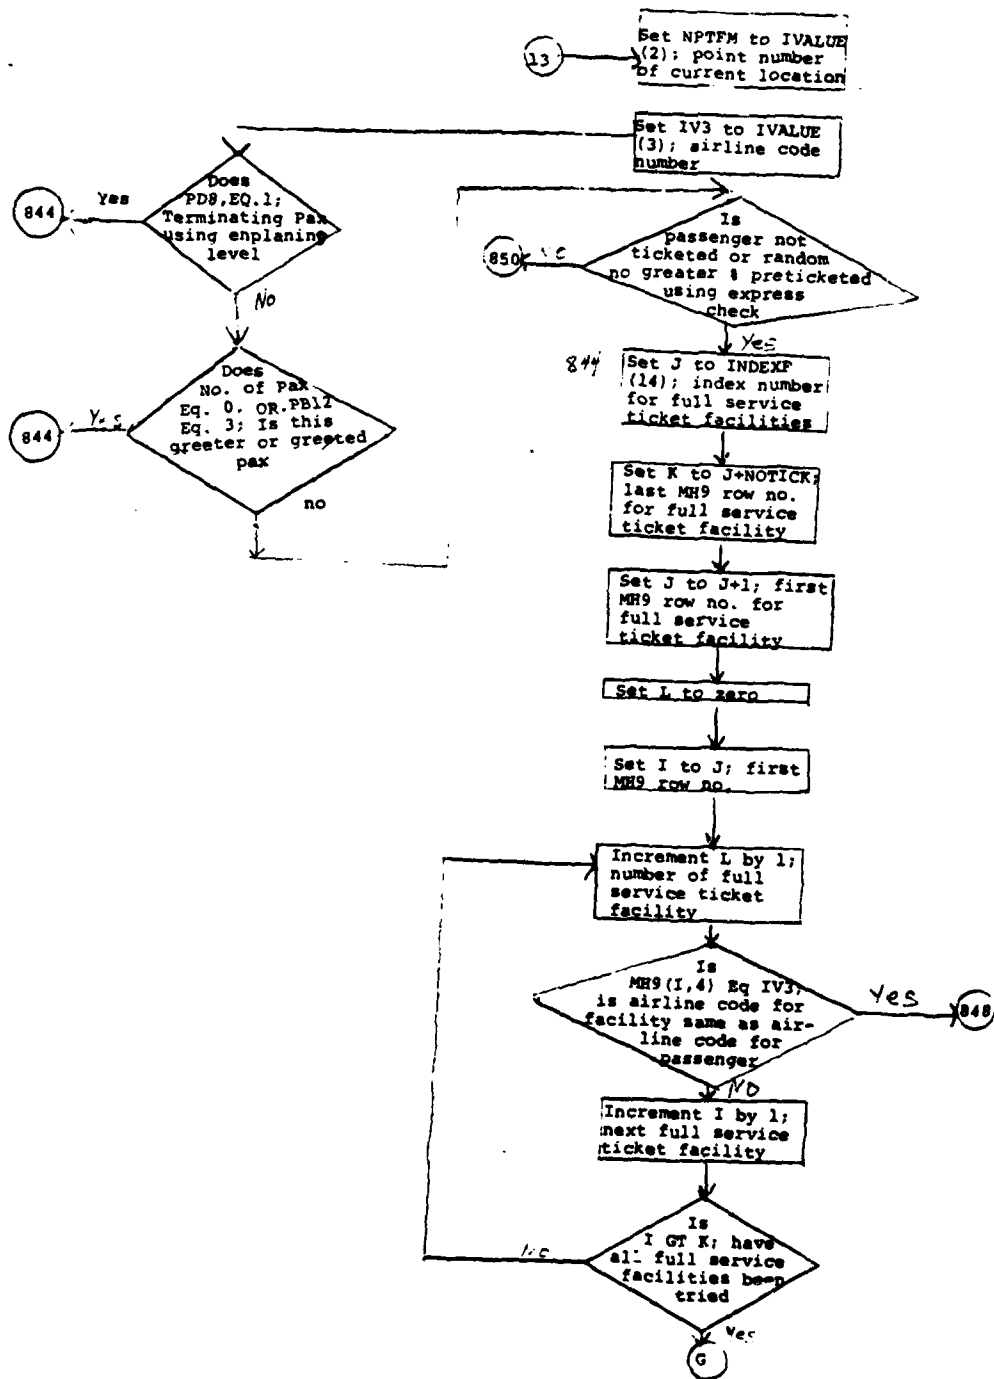 13
Set NPTFM to IVALUE
(2); point number
of current location
Set IV3 to IVALUE
(3); airline code
number
Does
PD8,EQ.1;
Terminating Pax
using enplaning
level
Yes
844
No
Does
No. of Pax
Eq. 0. OR.PB12
Eq. 3; Is this
greeter or greeted
pax
Yes
844
no
Is
passenger not
ticketed or random
no greater % preticketed
using express
check
850
Yes
844
Set J to INDEXF
(14); index number
for full service
ticket facilities
Set K to J+NOTICK;
last MH9 row no.
for full service
ticket facility
Set J to J+1; first
MH9 row no. for
full service
ticket facility
Set L to zero
Set I to J; first
MH9 row no.
Increment L by 1;
number of full
service ticket
facility
Is
MH9(I,4) Eq IV3;
is airline code for
facility same as air-
line code for
passenger
Yes
848
NO
Increment I by 1;
next full service
ticket facility
Is
I GT K; have
all full service
facilities been
tried
No
Yes
G